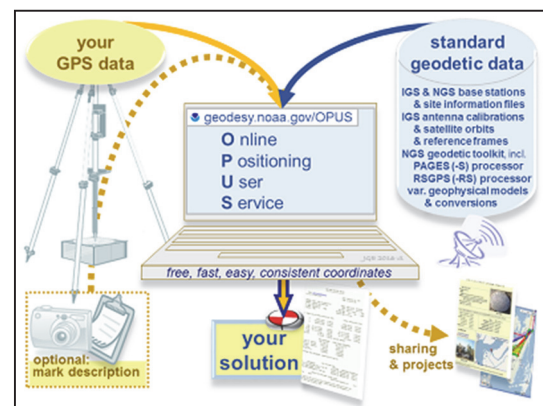 your
GPS data
standard
geodetic data
IGS & NGS base stations
& site information files
IGS antenna calibrations
& satellite orbits
& reference frames
NGS geodetic toolkit, incl.
PAGES (-S) processor
RSGPS (-RS) processor
var. geophysical models
& conversions
geodesy.noaa.gov/OPUS
O nline
P ositioning
U ser
S ervice
free, fast, easy, consistent coordinates
optional:
mark description
your
solution
sharing
& projects